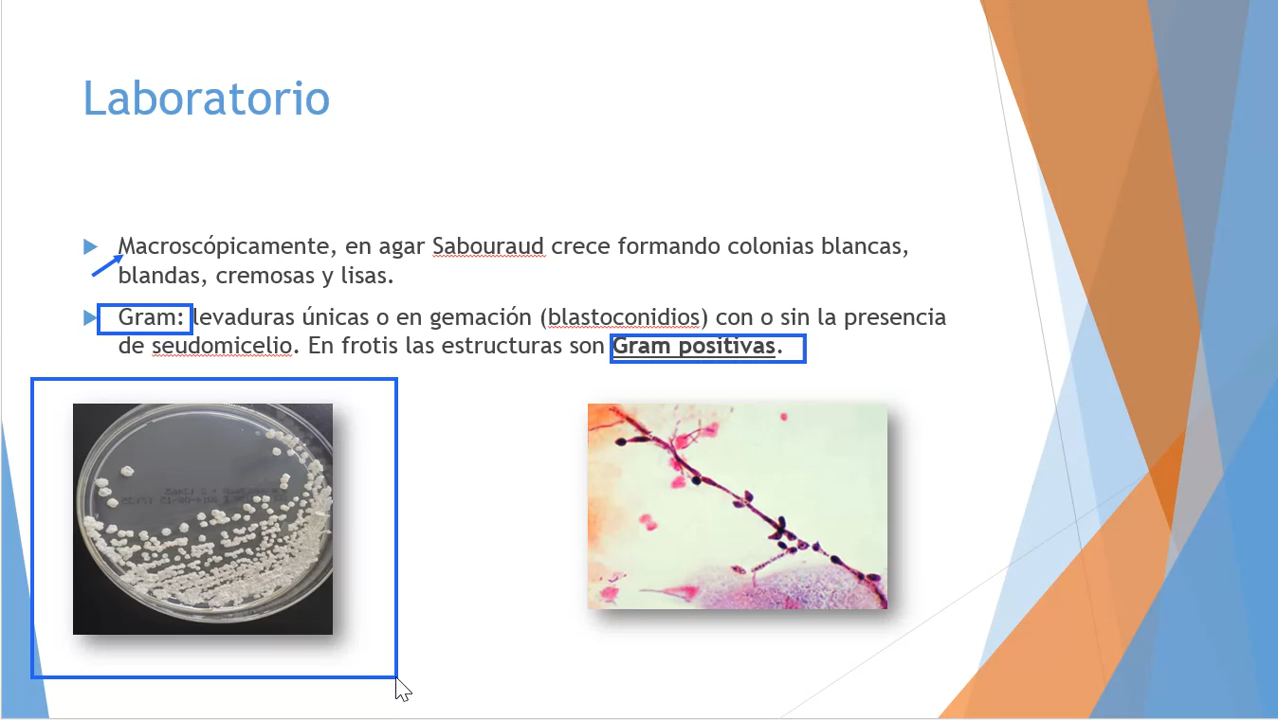 Laboratorio
Macroscópicamente, en agar Sabouraud crece formando colonias blancas,
blandas, cremosas y lisas.
Gram: levaduras únicas o en gemación (blastoconidios) con o sin la presencia
de seudomicelio. En frotis las estructuras son Gram positivas.